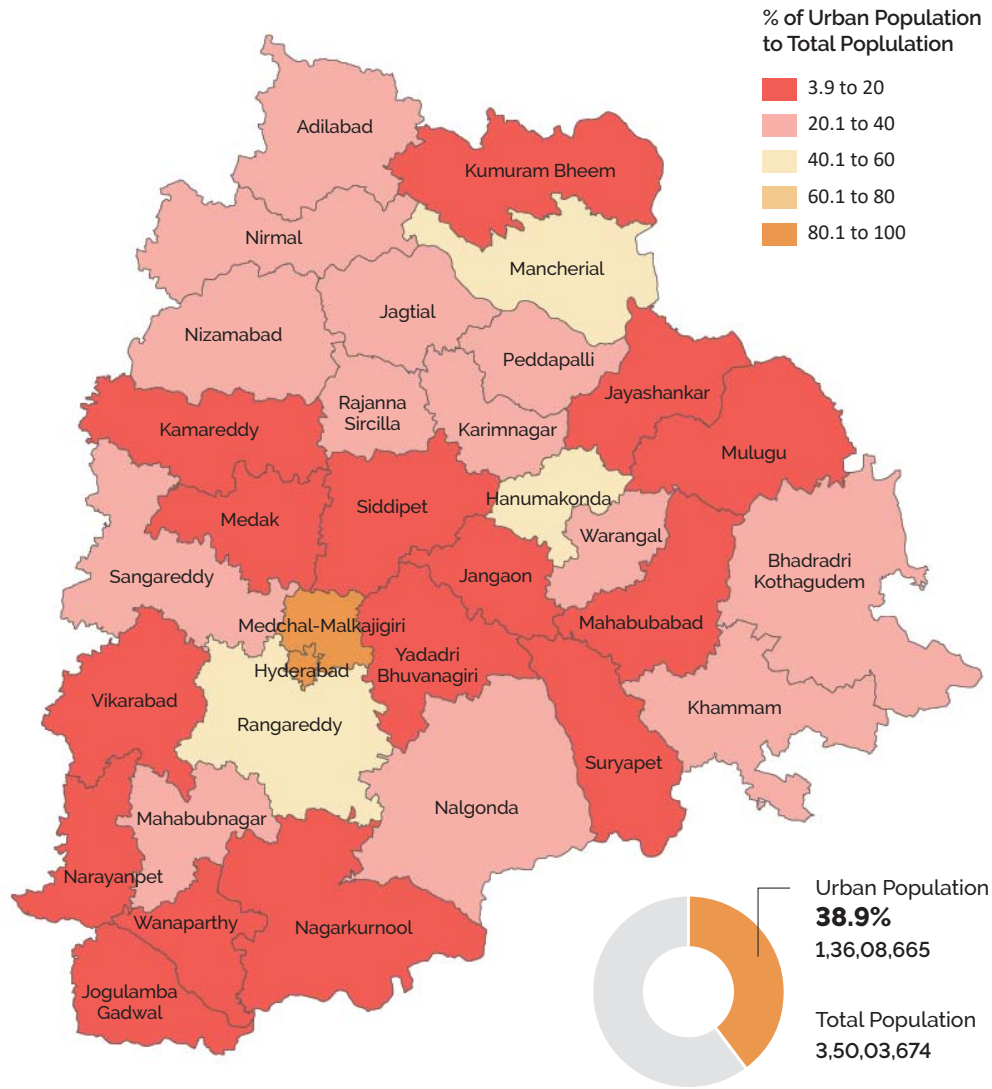 % of Urban Population
to Total Poplulation
3.9 to 20
20.1 to 40
40.1 to 60
60.1 to 80
80.1 to 100
Adilabad
Kumuram Bheem
Nirmal
Mancherial
Jagtial
Nizamabad
Peddapalli
Jayashankar
Rajanna
Sircilla
Kamareddy
Karimnagar
Mulugu
Hanumakonda
Siddipet
Medak
Warangal
Bhadradri
Kothagudem
Sangareddy
Jangaon
Mahabubabad
Medchal-Malkajigiri
Yadadri
Bhuvanagiri
Hyderabad
Vikarabad
Khammam
Rangareddy
Suryapet
Nalgonda
Mahabubnagar
Narayanpet
Wanaparthy
Nagarkurnool
Jogulamba
Gadwal
Urban Population
38.9%
1,36,08,665
Total Population
3,50,03,674